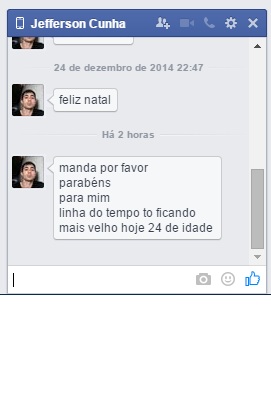 Jefferson Cunha
24 de dezembro de 2014 22:47
feliz natal
Há 2 horas
manda por favor
parabéns
para mim
linha do tempo to ficando
mais velho hoje 24 de idade